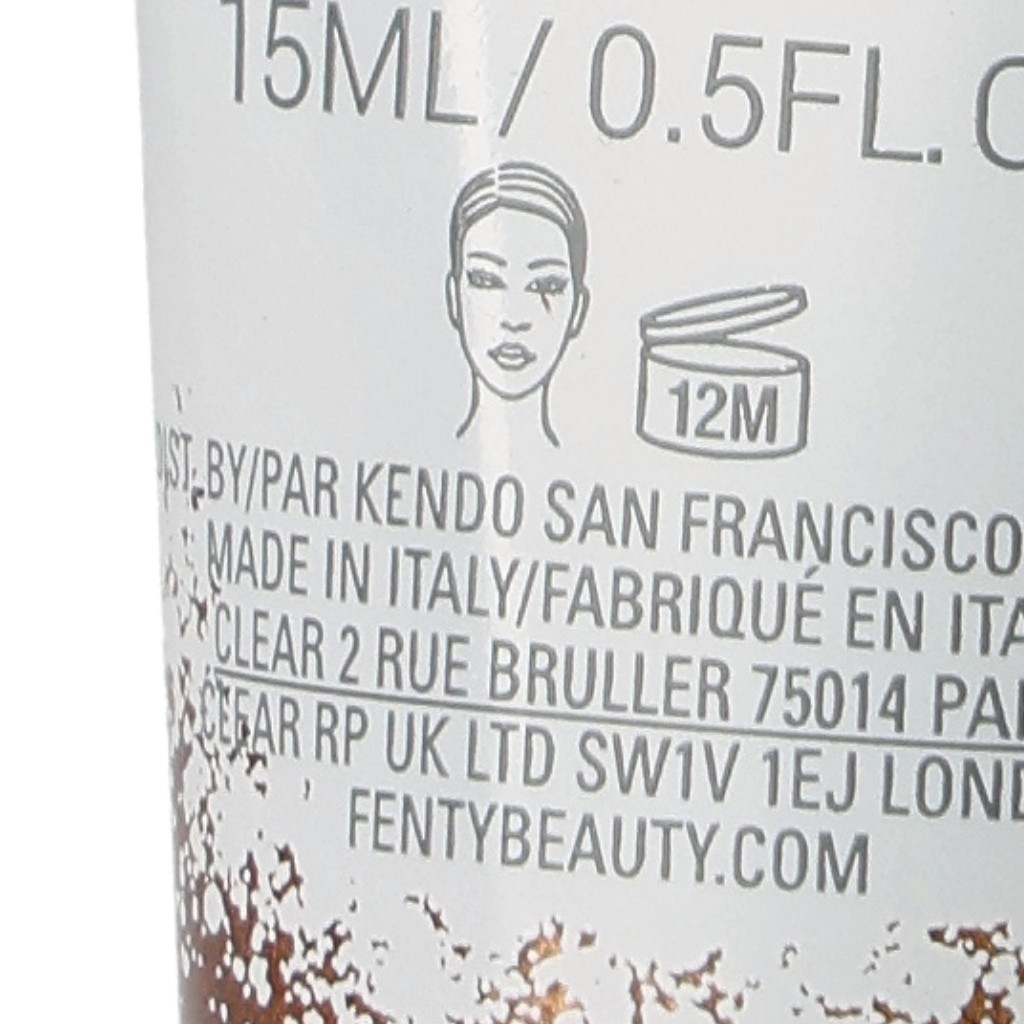 15ML / 0.5FL.
12M
BY/PAR KENDO SAN FRANCISCO
MADE IN ITALY/FABRIQUÉ EN
CLEAR 2 RUE BRULLER 75014
CLEAR RP UK LTD SW1V 1EJ
FENTYBEAUTY.COM